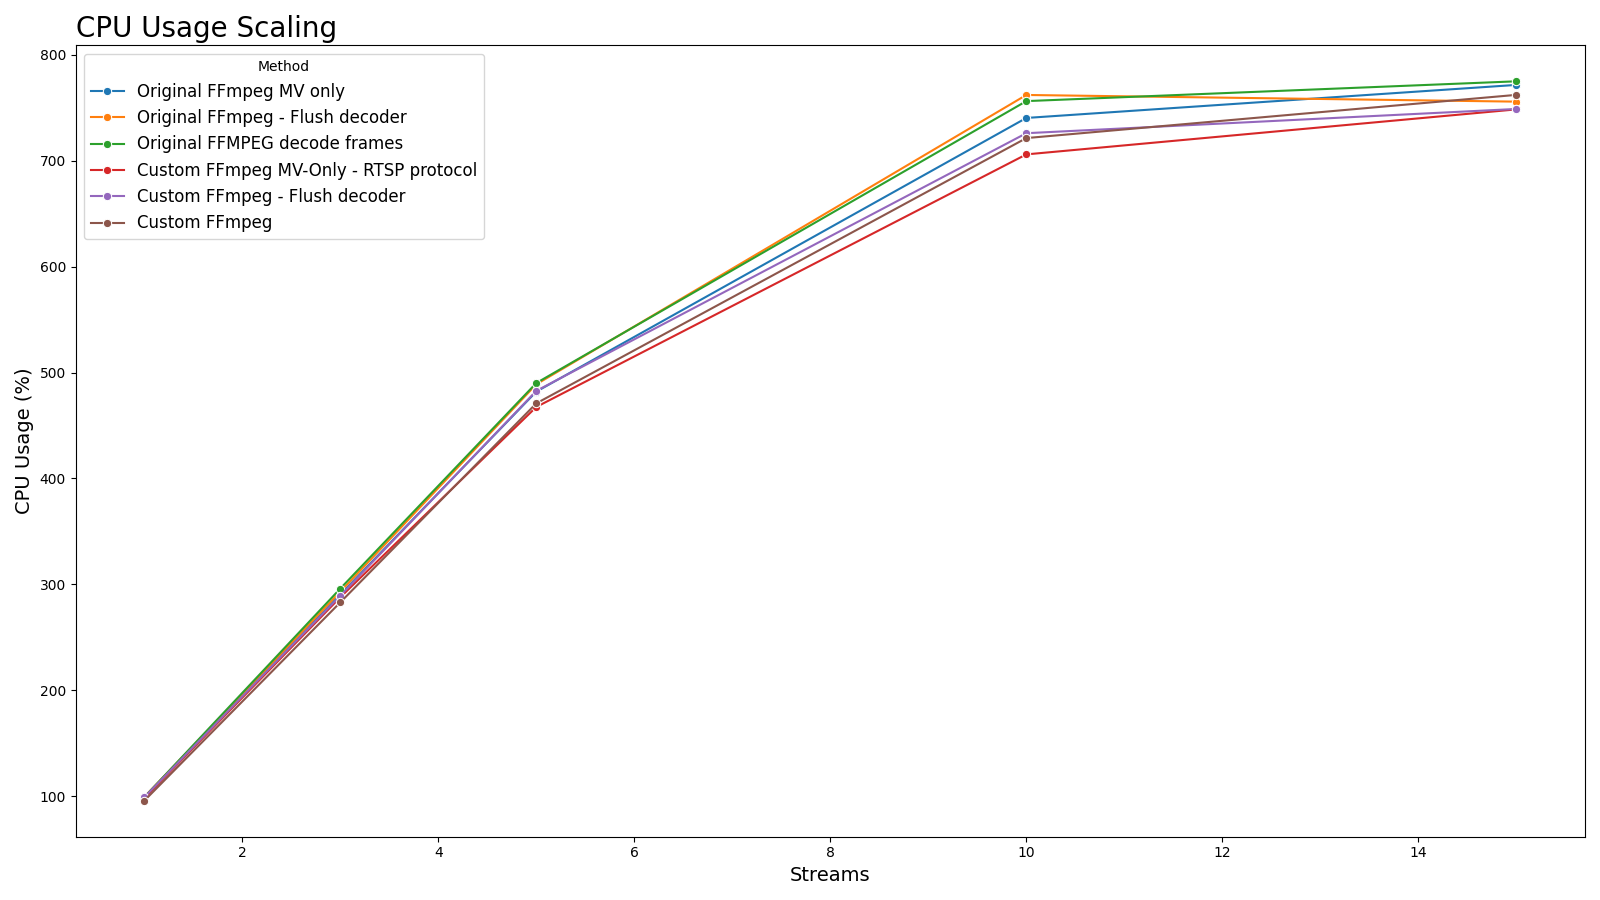 CPU Usage Scaling
Method
Original FFmpeg MV only
Original FFmpeg - Flush decoder
Original FFMPEG decode frames
Custom FFmpeg MV-Only - RTSP protocol
Custom FFmpeg - Flush decoder
Custom FFmpeg
CPU Usage (%)
800
700
600
500
400
300
200
100
2 4 6 8 10 12 14
Streams